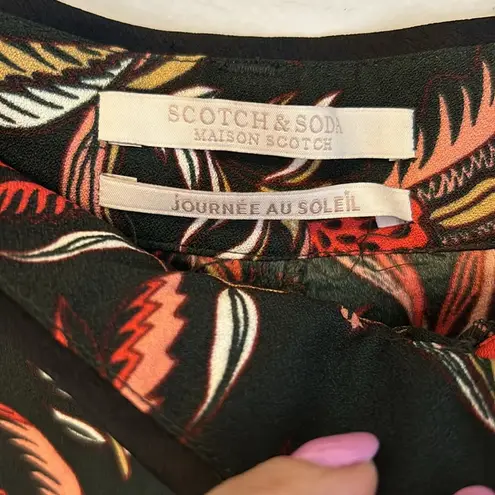 SCOTCH & SODA
MAISON SCOTCH
JOURNÉE AU SOLEIL